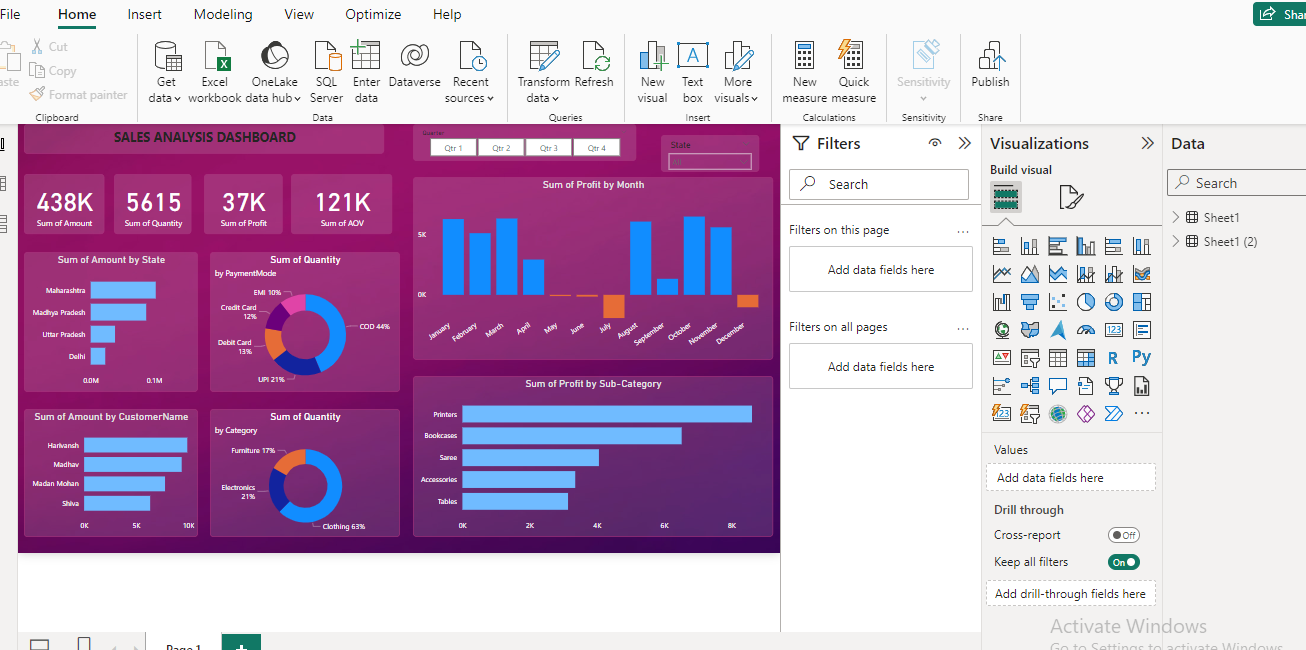 File Home Insert Modeling View Optimize Help
Shar
Cut
Copy
Format painter
aste
Clipboard
Get data
Excel workbook
OneLake data hub
SQL Server
Enter data
Dataverse
Recent sources
Data
Transform data
Refresh
Queries
New visual
Text box
More visuals
Insert
New measure
Quick measure
Calculations
Sensitivity
Sensitivity
Publish
Share
SALES ANALYSIS DASHBOARD
Quarter
Qtr 1 Qtr 2 Qtr 3 Qtr 4
State
All
438K
Sum of Amount
5615
Sum of Quantity
37K
Sum of Profit
121K
Sum of AOV
Sum of Amount by State
Maharashtra
Madhya Pradesh
Uttar Pradesh
Delhi
0.0M 0.1M
Sum of Quantity
by PaymentMode
EMI 10%
Credit Card
12%
Debit Card
13%
UPI 21%
COD 44%
Sum of Profit by Month
5K
0K
January February March April May June July August September October November December
Sum of Amount by CustomerName
Harivansh
Madhav
Madan Mohan
Shiva
0K 5K 10K
Sum of Quantity
by Category
Furniture 17%
Electronics
21%
Clothing 63%
Sum of Profit by Sub-Category
Printers
Bookcases
Saree
Accessories
Tables
0K 2K 4K 6K 8K
Filters
Search
Filters on this page ...
Add data fields here
Filters on all pages ...
Add data fields here
Visualizations
Build visual
123
R Py
123
...
Values
Add data fields here
Drill through
Cross-report Off
Keep all filters On
Add drill-through fields here
Data
Search
Sheet1
Sheet1 (2)
Page 1
Activate Windows
Go to Settings to activate Windows.